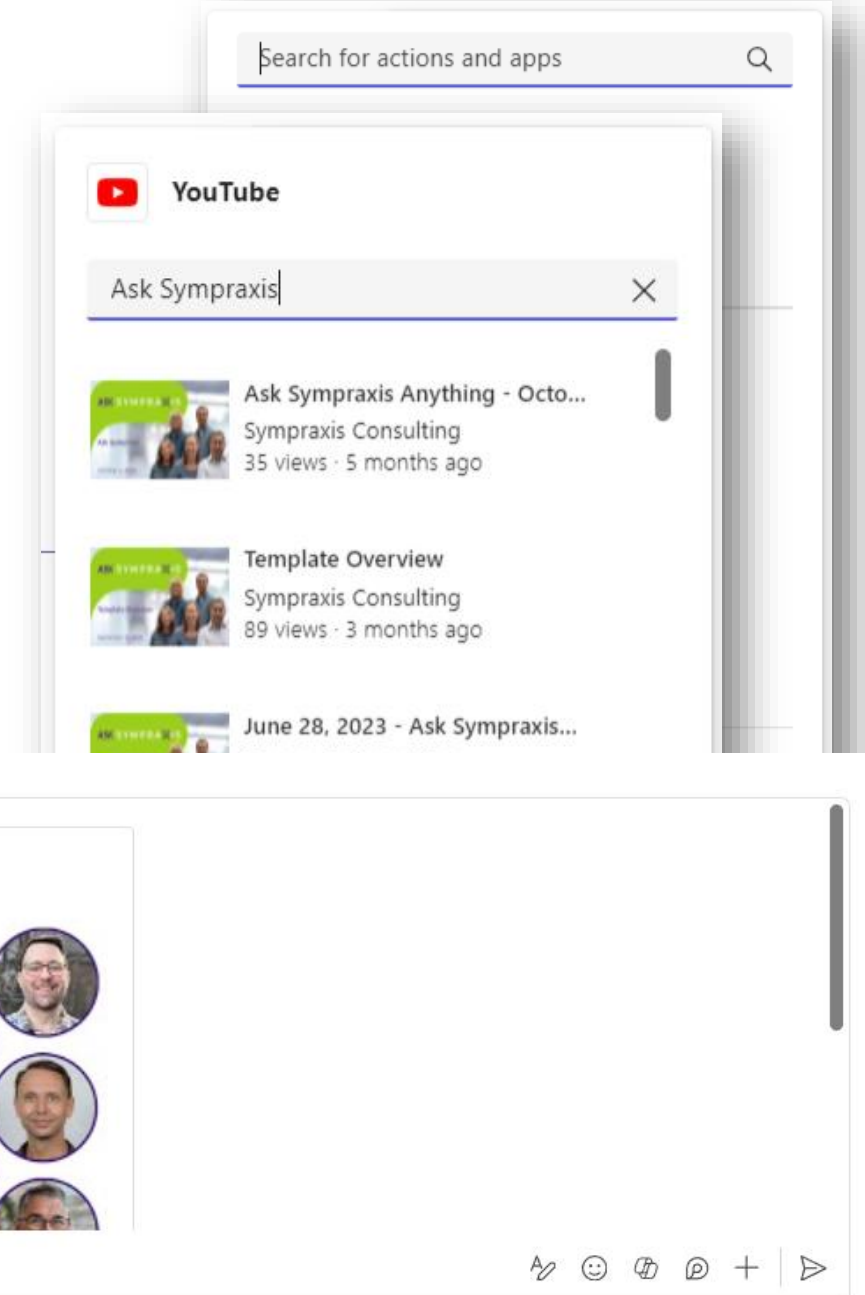 Search for actions and apps
YouTube
Ask Sympraxis
Ask Sympraxis Anything - Octo...
Sympraxis Consulting
35 views · 5 months ago
Template Overview
Sympraxis Consulting
89 views · 3 months ago
June 28, 2023 - Ask Sympraxis...